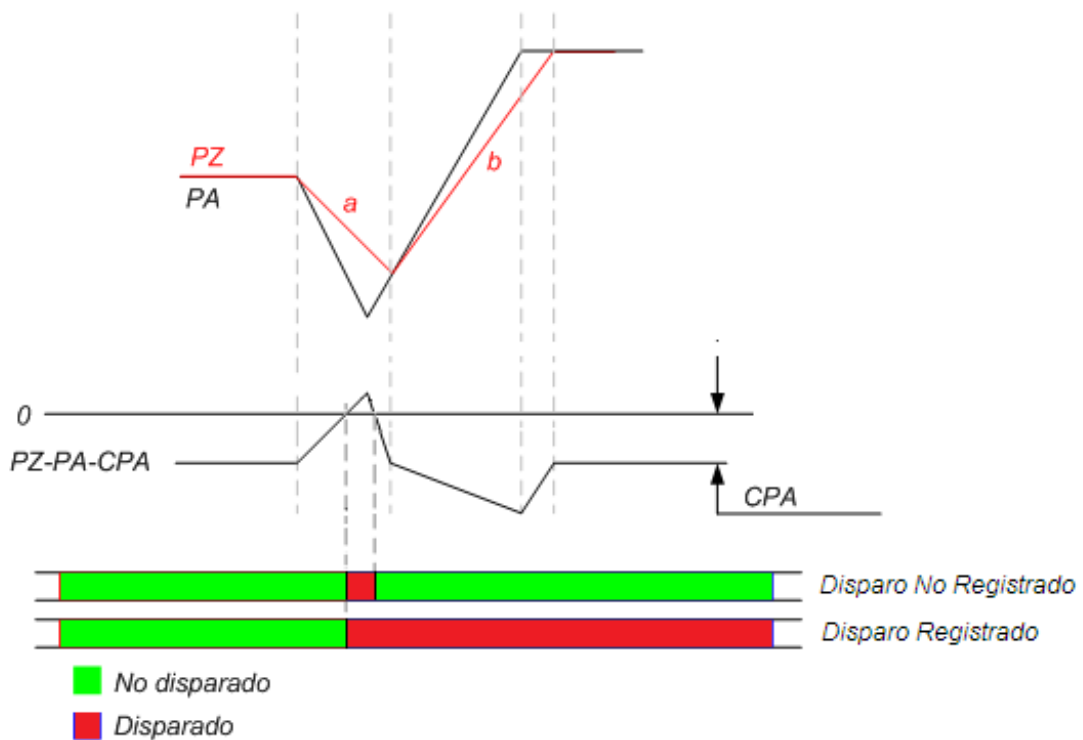 PZ
PA
a
b
0
PZ-PA-CPA
CPA
Disparo No Registrado
Disparo Registrado
No disparado
Disparado